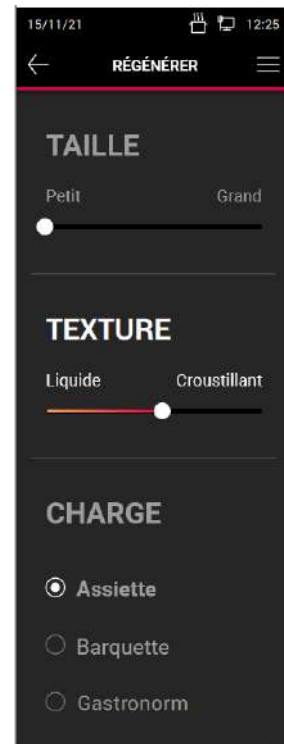 15/11/21 12:25
RÉGÉNÉRER
TAILLE
Petit Grand
TEXTURE
Liquide Croustillant
CHARGE
Assiette
Barquette
Gastronorm